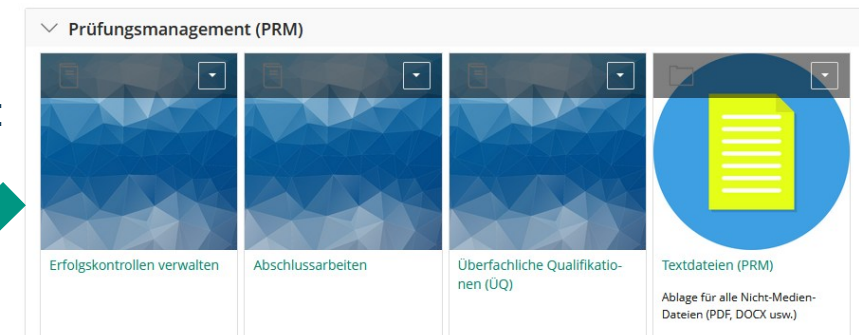 Prüfungsmanagement (PRM)
Erfolgskontrollen verwalten
Abschlussarbeiten
Überfachliche Qualifikatio-
nen (ÜQ)
Textdateien (PRM)
Ablage für alle Nicht-Medien-
Dateien (PDF, DOCX usw.)